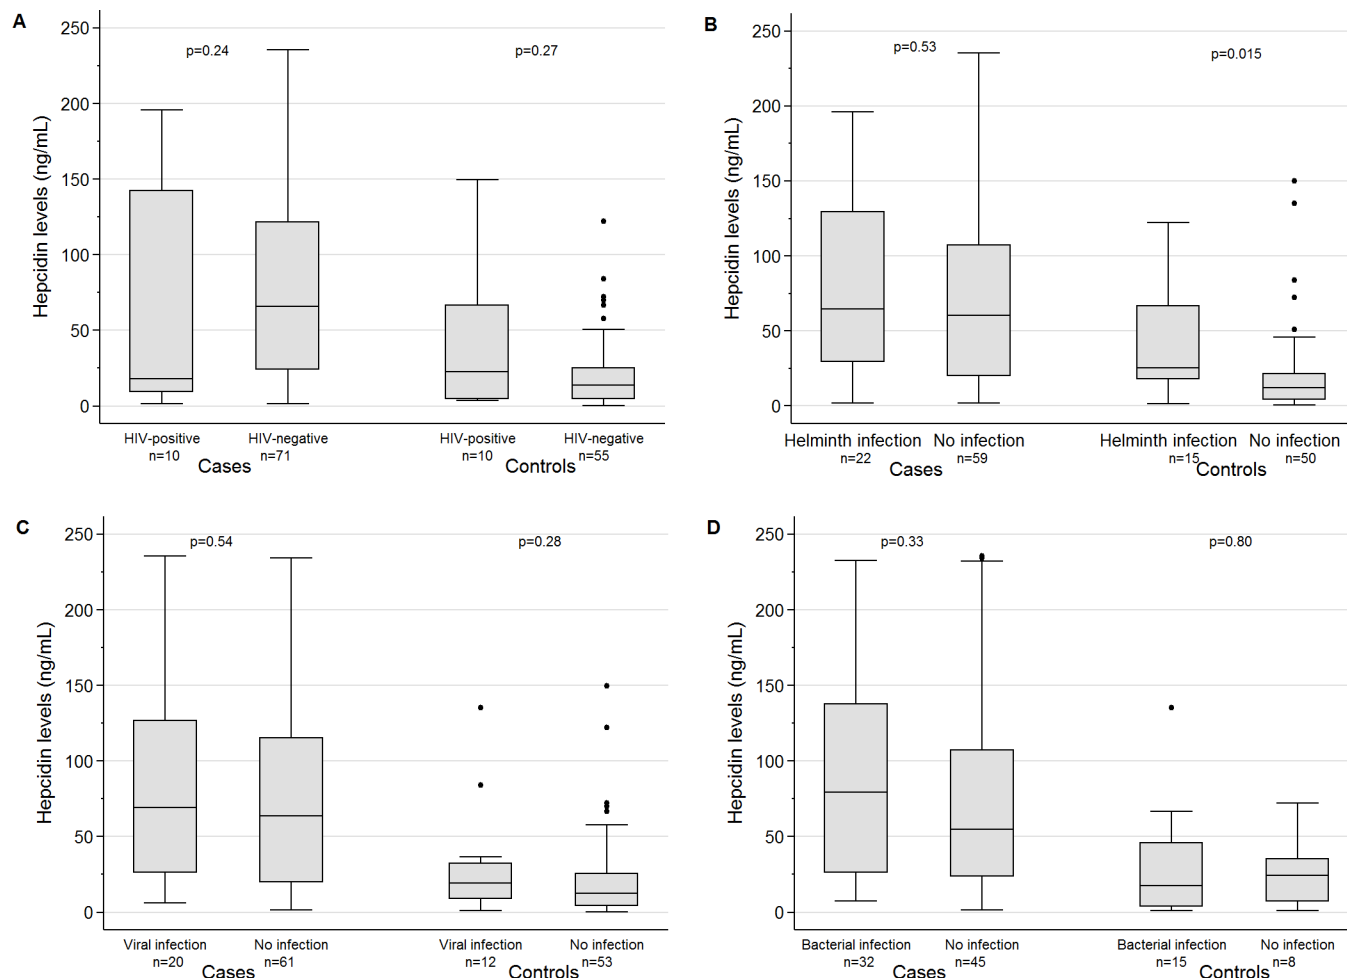 A
p=0.24
p=0.27
250
200
150
100
50
0
Hepcidin levels (ng/mL)
HIV-positive HIV-negative HIV-positive HIV-negative
n=10 n=71 n=10 n=55
Cases Controls
B
p=0.53
p=0.015
250
200
150
100
50
0
Hepcidin levels (ng/mL)
Helminth infection No infection Helminth infection No infection
n=22 n=59 n=15 n=50
Cases Controls
C
p=0.54
p=0.28
250
200
150
100
50
0
Hepcidin levels (ng/mL)
Viral infection No infection Viral infection No infection
n=20 n=61 n=12 n=53
Cases Controls
D
p=0.33
p=0.80
250
200
150
100
50
0
Hepcidin levels (ng/mL)
Bacterial infection No infection Bacterial infection No infection
n=32 n=45 n=15 n=8
Cases Controls